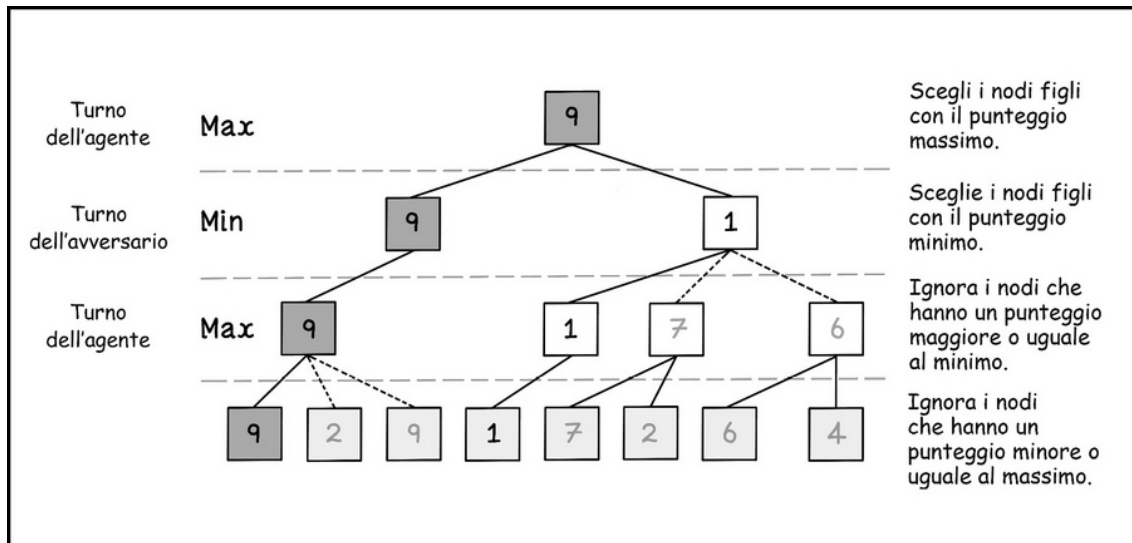 Turno
dell'agente
Max
9
Scegli i nodi figli
con il punteggio
massimo.
Turno
dell'avversario
Min
9
1
Sceglie i nodi figli
con il punteggio
minimo.
Turno
dell'agente
Max
9
1
7
6
Ignora i nodi che
hanno un punteggio
maggiore o uguale
al minimo.
9
2
9
1
7
2
6
4
Ignora i nodi
che hanno un
punteggio minore o
uguale al massimo.